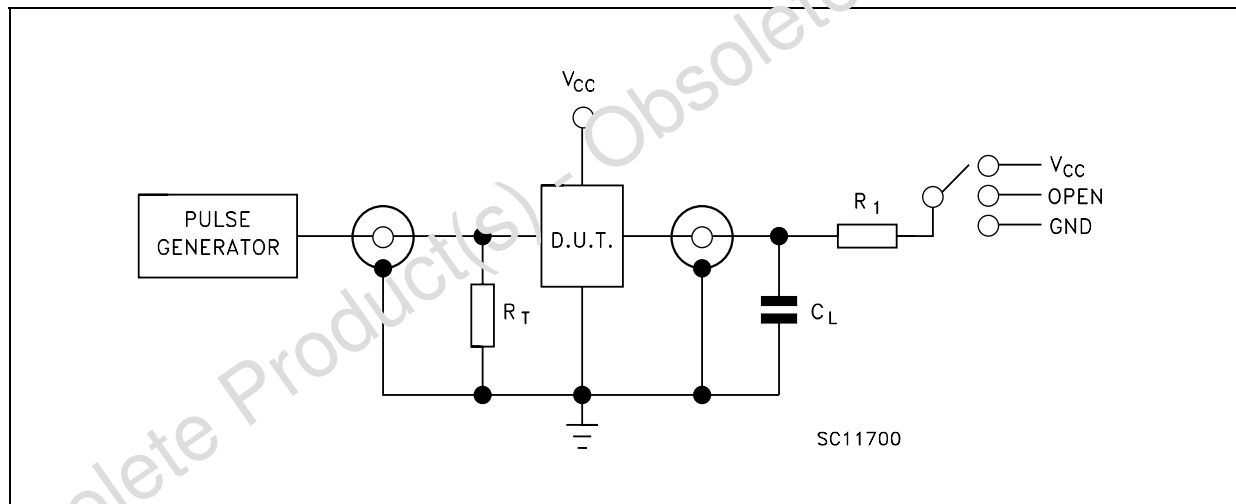 VCC
PULSE
GENERATOR
D.U.T.
RT
CL
R1
VCC
OPEN
GND
SC11700
Obsolete Product(s) - Obsolete